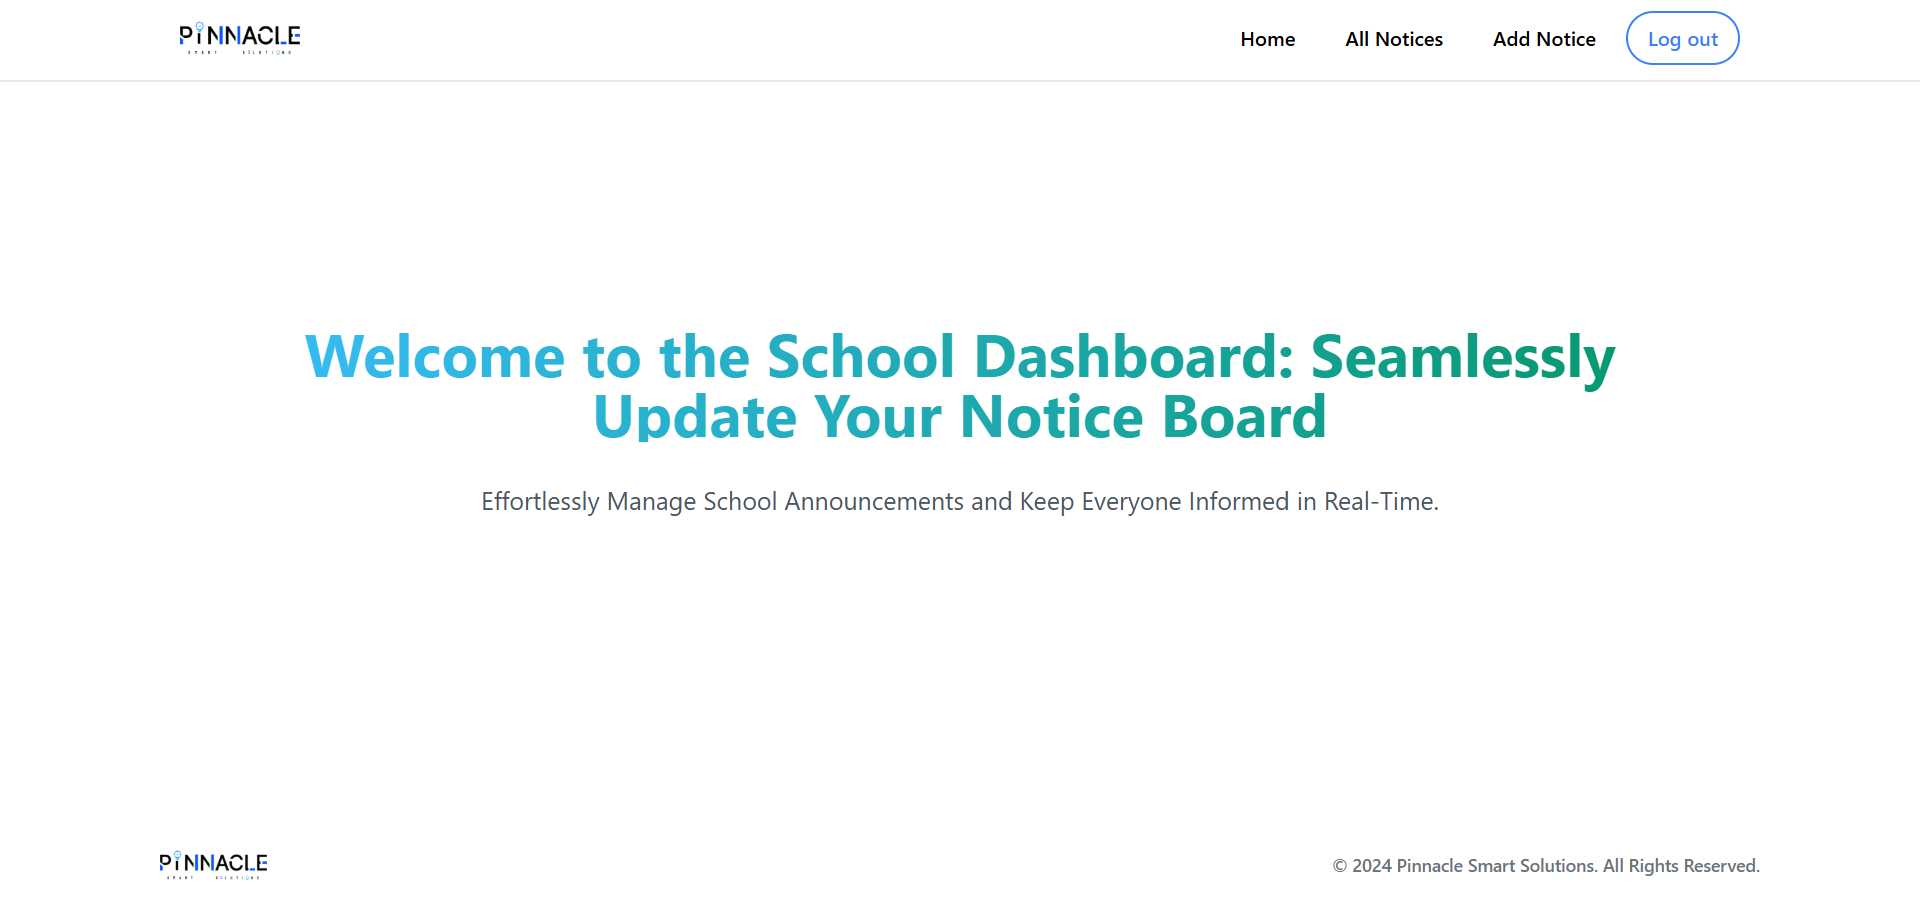 PiNNACLE
SMART SOLUTIONS
Home
All Notices
Add Notice
Log out
Welcome to the School Dashboard: Seamlessly
Update Your Notice Board
Effortlessly Manage School Announcements and Keep Everyone Informed in Real-Time.
PiNNACLE
SMART SOLUTIONS
© 2024 Pinnacle Smart Solutions. All Rights Reserved.